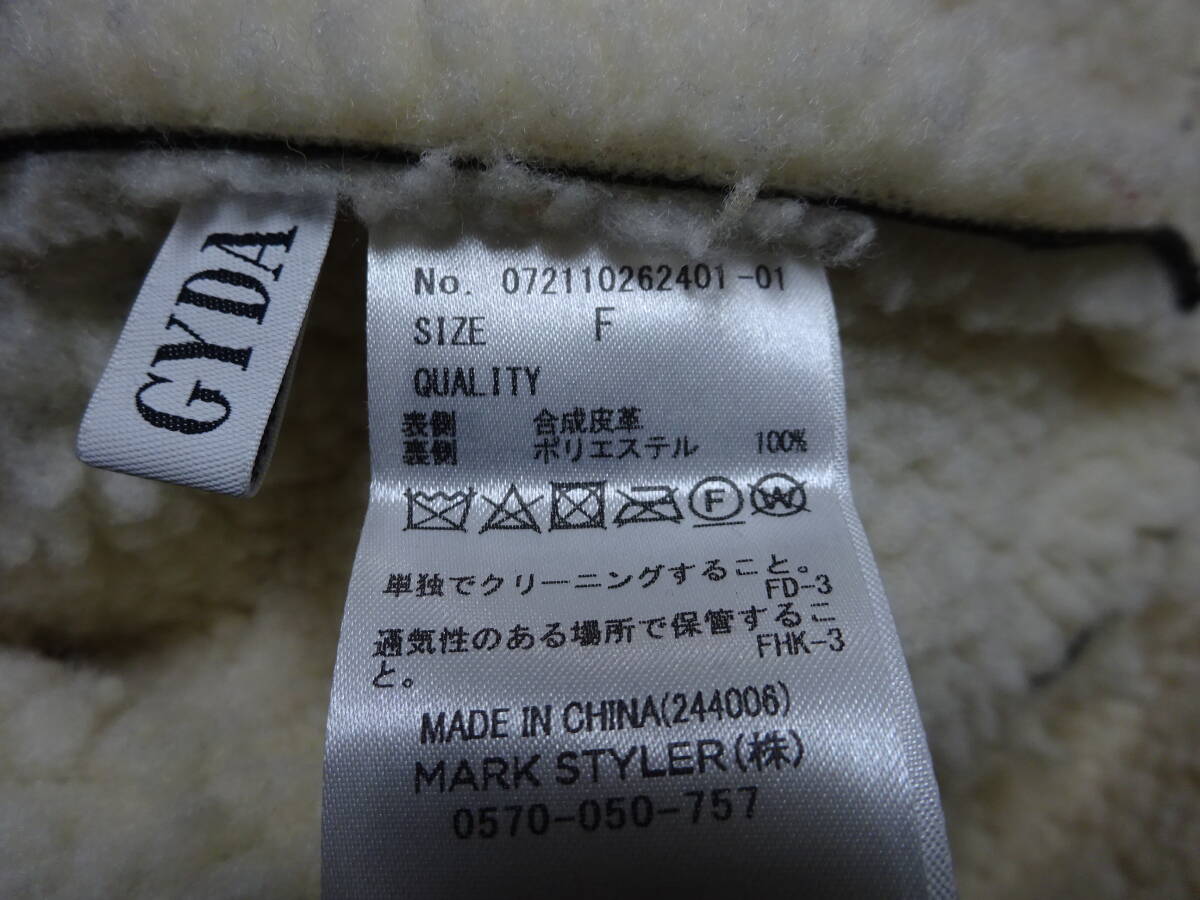 GYDA
No. 072110262401-01
SIZE F
QUALITY
表側 合成皮革
裏側 ポリエステル 100%
F W
単独でクリーニングすること。
FD-3
通気性のある場所で保管するこ
と。
FHK-3
MADE IN CHINA(244006)
MARK STYLER(株)
0570-050-757